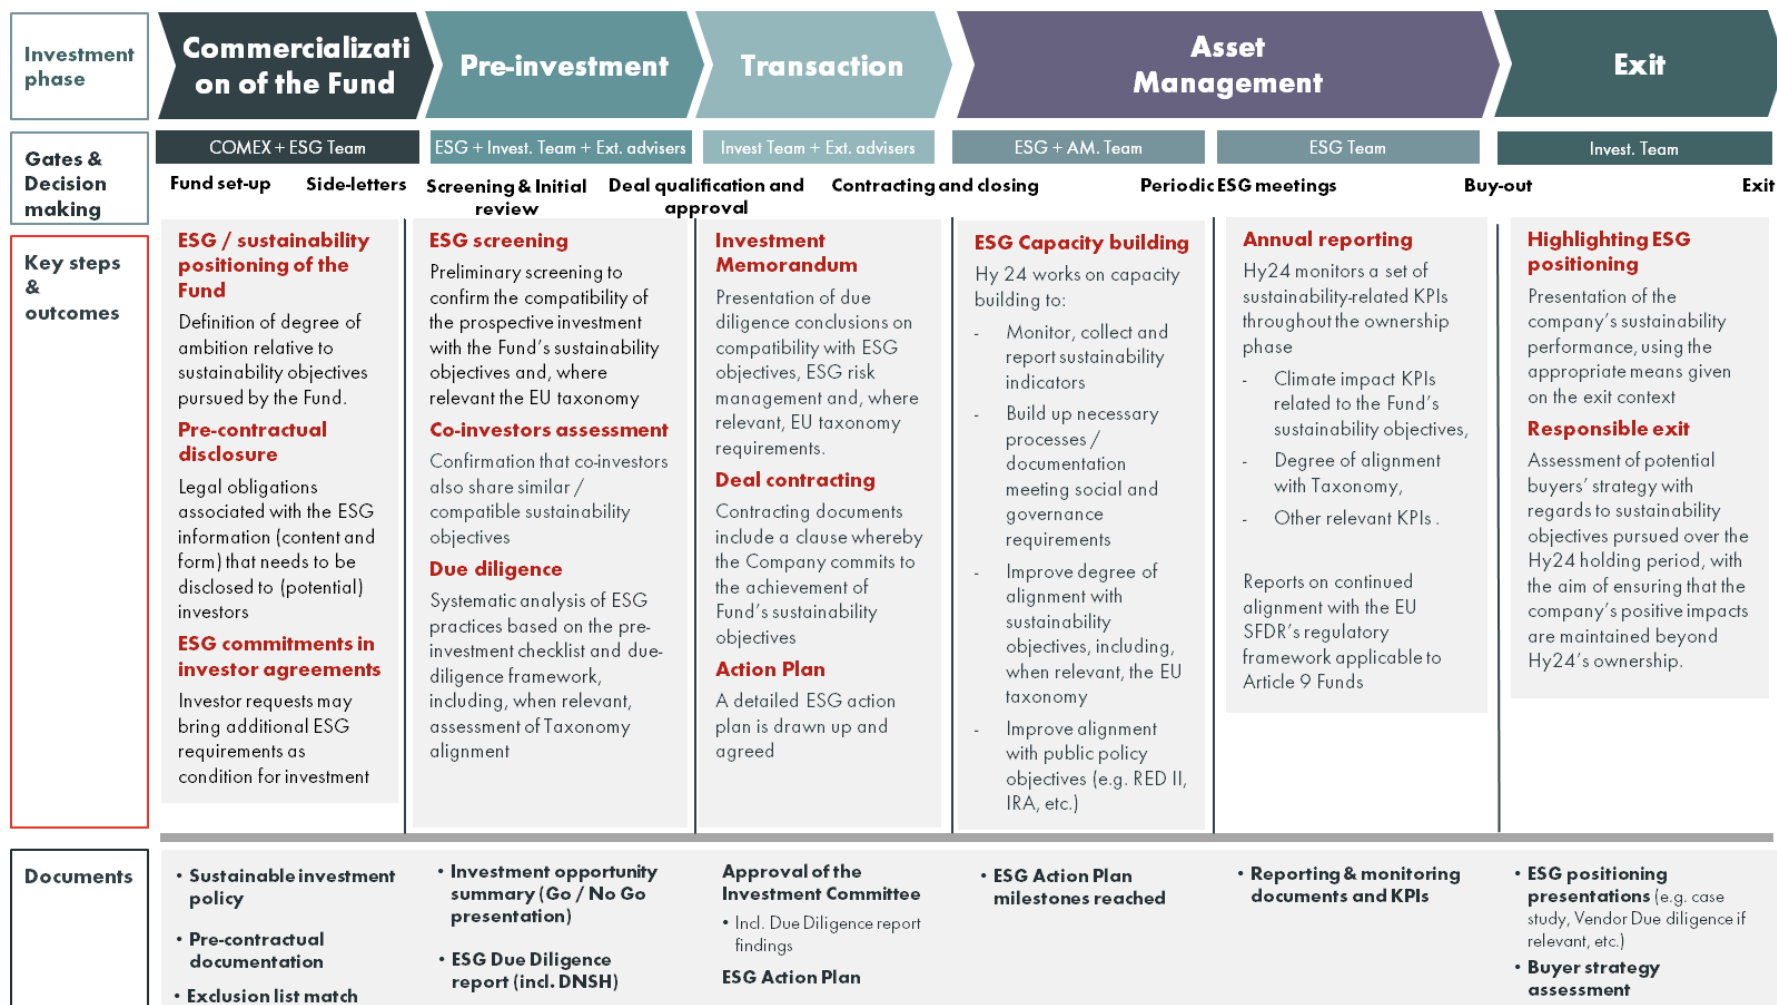 Investment
phase
Commercializati
on of the Fund
Pre-investment
Transaction
Asset
Management
Exit
Gates &
Decision
making
COMEX + ESG Team
ESG + Invest. Team + Ext. advisers
Invest Team + Ext. advisers
ESG + AM. Team
ESG Team
Invest. Team
Fund set-up
Side-letters
Screening & Initial
review
Deal qualification and
approval
Contracting and closing
Periodic ESG meetings
Buy-out
Exit
Key steps
&
outcomes
ESG / sustainability
positioning of the
Fund
Definition of degree of
ambition relative to
sustainability objectives
pursued by the Fund.
Pre-contractual
disclosure
Legal obligations
associated with the ESG
information (content and
form) that needs to be
disclosed to (potential)
investors
ESG commitments in
investor agreements
Investor requests may
bring additional ESG
requirements as
condition for investment
ESG screening
Preliminary screening to
confirm the compatibility of
the prospective investment
with the Fund's sustainability
objectives and, where
relevant the EU taxonomy
Co-investors assessment
Confirmation that co-investors
also share similar /
compatible sustainability
objectives
Due diligence
Systematic analysis of ESG
practices based on the pre-
investment checklist and due-
diligence framework,
including, when relevant,
assessment of Taxonomy
alignment
Investment
Memorandum
Presentation of due
diligence conclusions on
compatibility with ESG
objectives, ESG risk
management and, where
relevant, EU taxonomy
requirements.
Deal contracting
Contracting documents
include a clause whereby
the Company commits to
the achievement of
Fund's sustainability
objectives
Action Plan
A detailed ESG action
plan is drawn up and
agreed
ESG Capacity building
Hy 24 works on capacity
building to:
- Monitor, collect and
report sustainability
indicators
- Build up necessary
processes /
documentation
meeting social and
governance
requirements
- Improve degree of
alignment with
sustainability
objectives, including,
when relevant, the EU
taxonomy
- Improve alignment
with public policy
objectives (e.g. RED II,
IRA, etc.)
Annual reporting
Hy24 monitors a set of
sustainability-related KPIs
throughout the ownership
phase
- Climate impact KPIs
related to the Fund's
sustainability objectives,
- Degree of alignment
with Taxonomy,
- Other relevant KPIs .
Reports on continued
alignment with the EU
SFDR's regulatory
framework applicable to
Article 9 Funds
Highlighting ESG
positioning
Presentation of the
company's sustainability
performance, using the
appropriate means given
on the exit context
Responsible exit
Assessment of potential
buyers' strategy with
regards to sustainability
objectives pursued over the
Hy24 holding period, with
the aim of ensuring that the
company's positive impacts
are maintained beyond
Hy24's ownership.
Documents
• Sustainable investment
policy
• Pre-contractual
documentation
• Exclusion list match
• Investment opportunity
summary (Go / No Go
presentation)
• ESG Due Diligence
report (incl. DNSH)
Approval of the
Investment Committee
• Incl. Due Diligence report
findings
ESG Action Plan
• ESG Action Plan
milestones reached
• Reporting & monitoring
documents and KPIs
• ESG positioning
presentations (e.g. case
study, Vendor Due diligence if
relevant, etc.)
• Buyer strategy
assessment